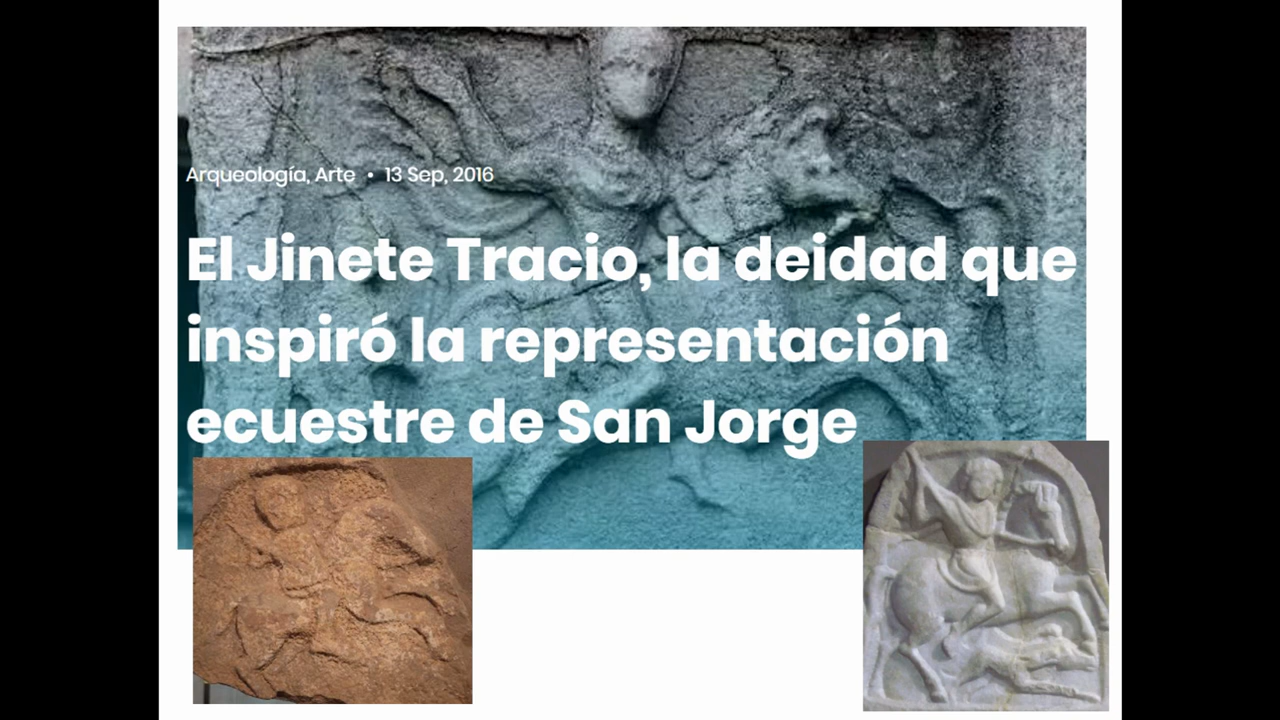 Arqueología, Arte • 13 Sep, 2016
El Jinete Tracio, la deidad que
inspiró la representación
ecuestre de San Jorge